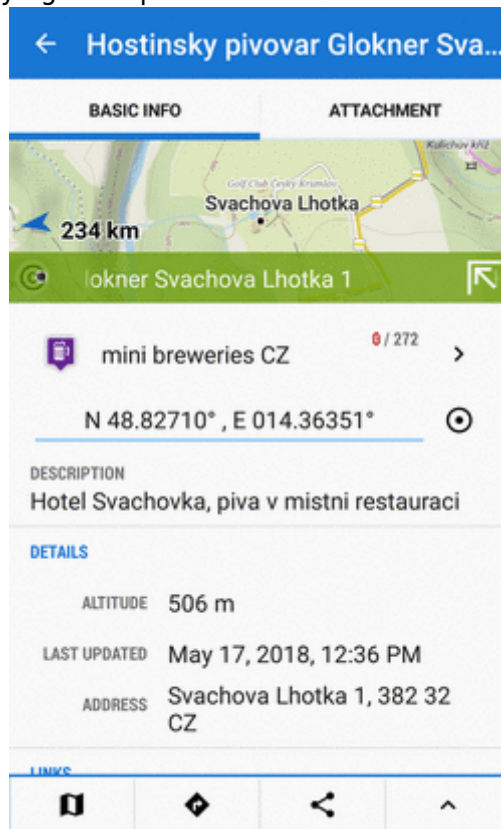 Hostinsky pivovar Glokner Sva...
BASIC INFO
ATTACHMENT
Golf Club Český Krumlov
Svachova Lhotka
234 km
lokner Svachova Lhotka 1
mini breweries CZ
0 / 272
N 48.82710° , E 014.36351°
DESCRIPTION
Hotel Svachovka, piva v mistni restauraci
DETAILS
ALTITUDE 506 m
LAST UPDATED May 17, 2018, 12:36 PM
ADDRESS Svachova Lhotka 1, 382 32
CZ
LINKS